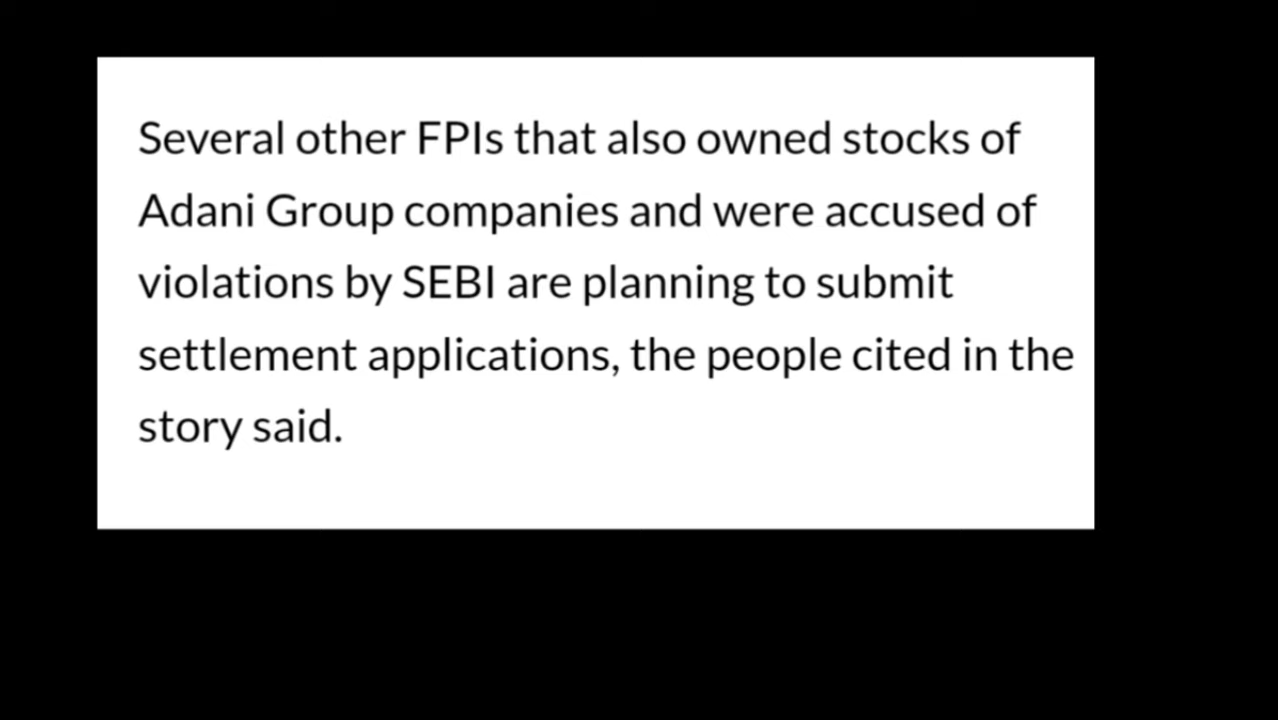 Several other FPIs that also owned stocks of
Adani Group companies and were accused of
violations by SEBI are planning to submit
settlement applications, the people cited in the
story said.